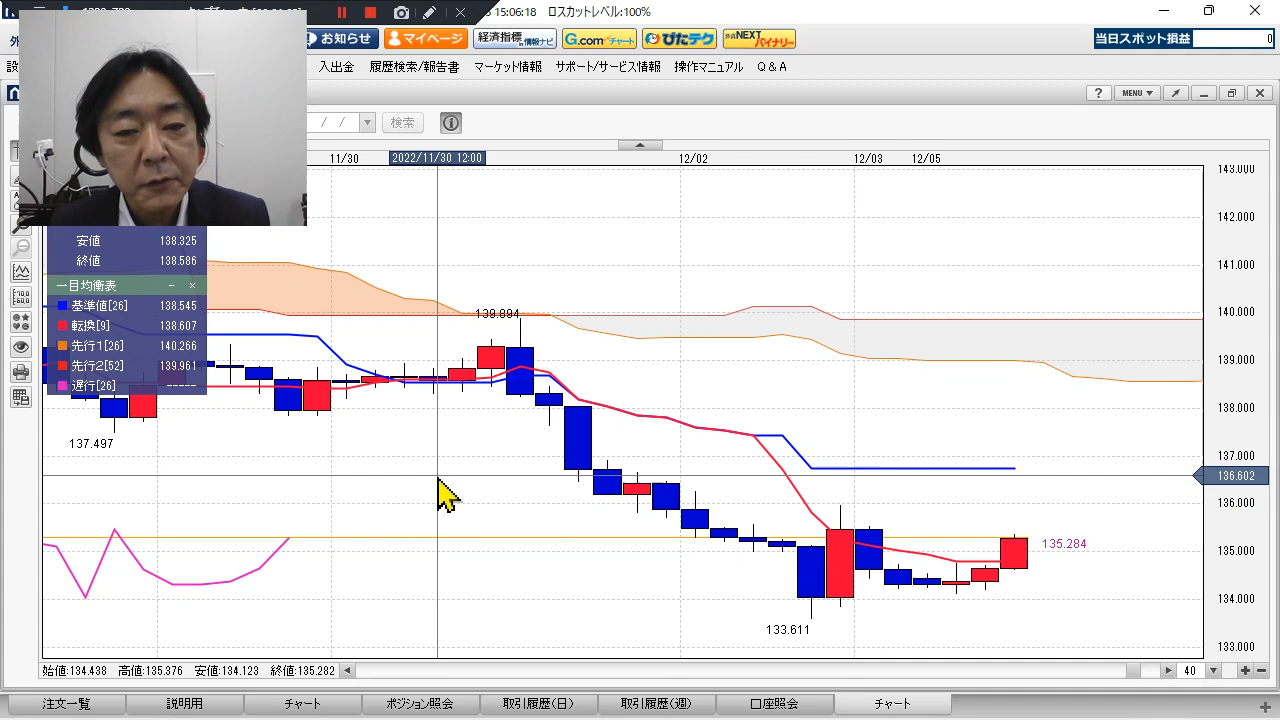 15:06:18 ロスカットレベル:100%
お知らせ マイページ 経済指標 情報ナビ G.comチャート ぴたテク 外貨NEXTバイナリー 当日スポット損益 0
入出金 履歴検索/報告書 マーケット情報 サポート/サービス情報 操作マニュアル Q&A
? MENU
/ / 検索
11/30 2022/11/30 12:00 12/02 12/03 12/05
143.000
142.000
141.000
140.000
139.000
138.000
137.000
136.602
136.000
135.000
134.000
133.000
安値 138.325
終値 138.586
一目均衡表 - ×
基準値[26] 138.545
転換[9] 138.607
先行1[26] 140.266
先行2[52] 139.961
遅行[26] -----
139.894
137.497
135.284
133.611
始値:134.438 高値:135.376 安値:134.123 終値:135.282 40
注文一覧 説明用 チャート ポジション照会 取引履歴(日) 取引履歴(週) 口座照会 チャート